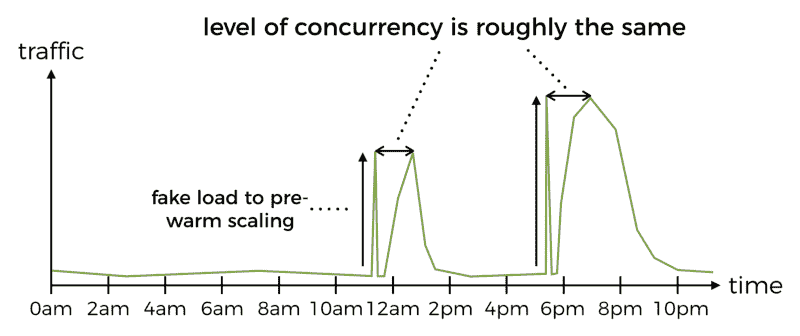 level of concurrency is roughly the same
traffic
fake load to pre-
warm scaling
time
0am 2am 4am 6am 8am 10am 12am 2pm 4pm 6pm 8pm 10pm